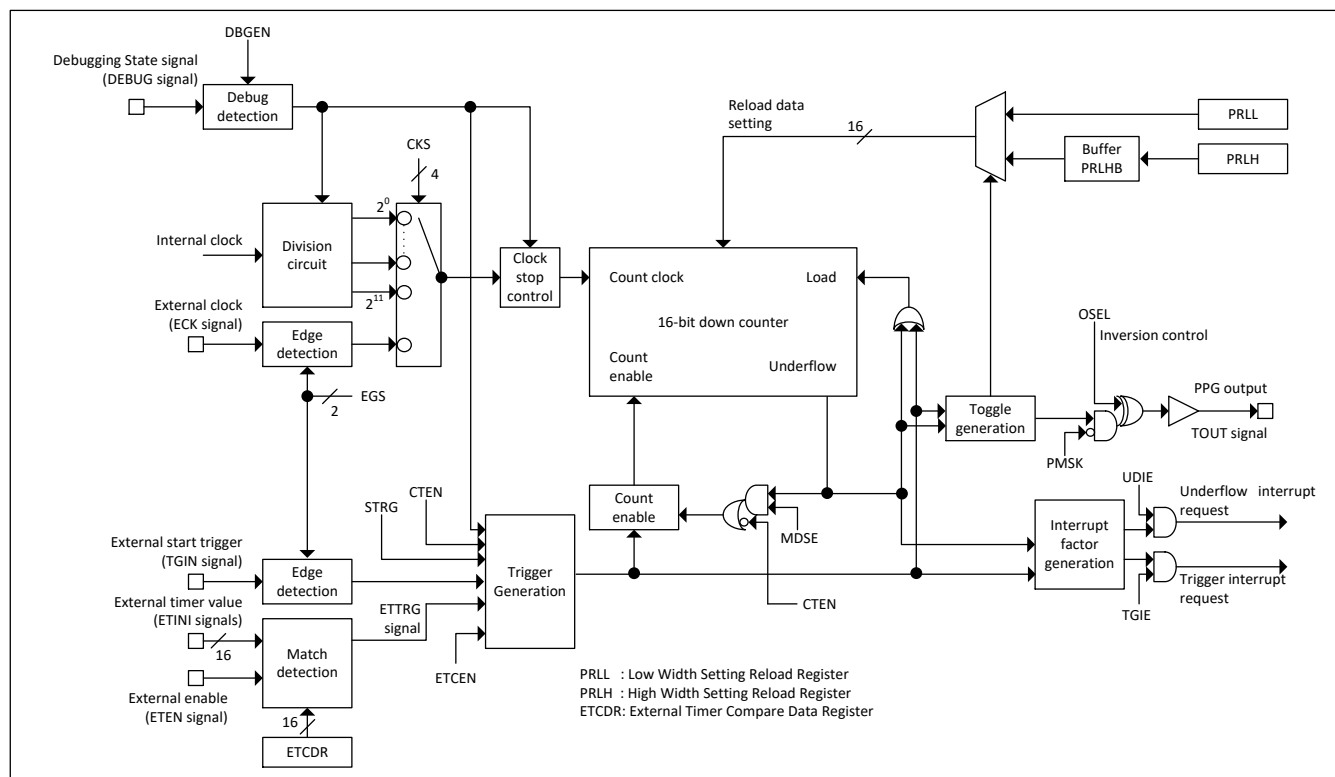 DBGEN
Debugging State signal
(DEBUG signal)
Debug
detection
CKS
4
Reload data
setting
16
PRLL
Buffer
PRLHB
PRLH
Internal clock
Division
circuit
2^0
2^11
External clock
(ECK signal)
Edge
detection
EGS
2
Clock
stop
control
Count clock
Load
16-bit down counter
Count
enable
Underflow
OSEL
Inversion control
PPG output
TOUT signal
Toggle
generation
PMSK
UDIE
Underflow interrupt
request
Interrupt
factor
generation
Trigger interrupt
request
TGIE
Count
enable
MDSE
CTEN
CTEN
STRG
External start trigger
(TGIN signal)
Edge
detection
External timer value
(ETINI signals)
16
Match
detection
ETTRG
signal
Trigger
Generation
ETCEN
External enable
(ETEN signal)
16
ETCDR
PRLL : Low Width Setting Reload Register
PRLH : High Width Setting Reload Register
ETCDR: External Timer Compare Data Register